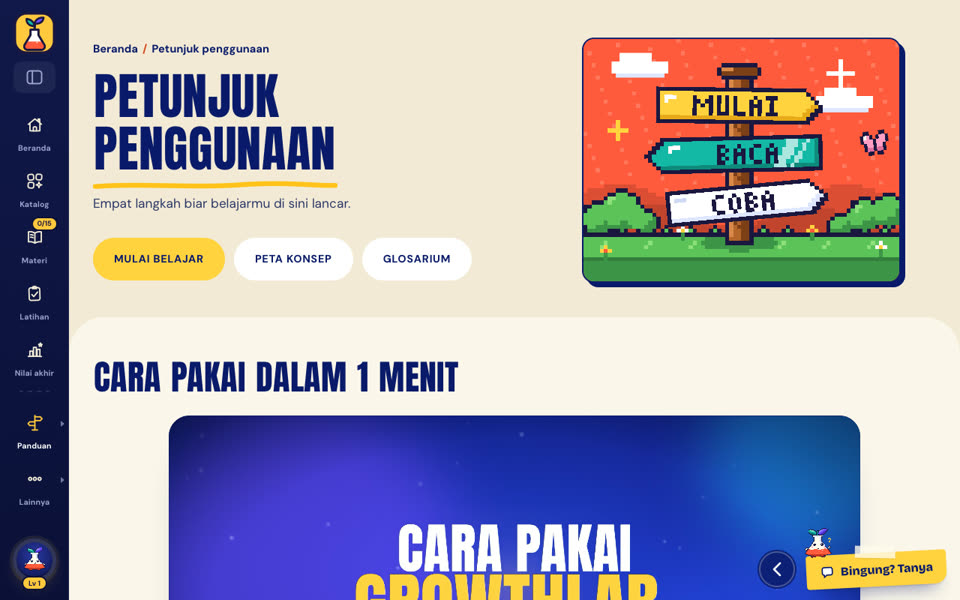 Beranda / Petunjuk penggunaan
PETUNJUK
PENGGUNAAN
Empat langkah biar belajarmu di sini lancar.
MULAI BELAJAR
PETA KONSEP
GLOSARIUM
MULAI
BACA
COBA
Beranda
Katalog
0/15
Materi
Latihan
Nilai akhir
Panduan
Lainnya
Lv 1
CARA PAKAI DALAM 1 MENIT
CARA PAKAI
GROWTHLAB
Bingung? Tanya